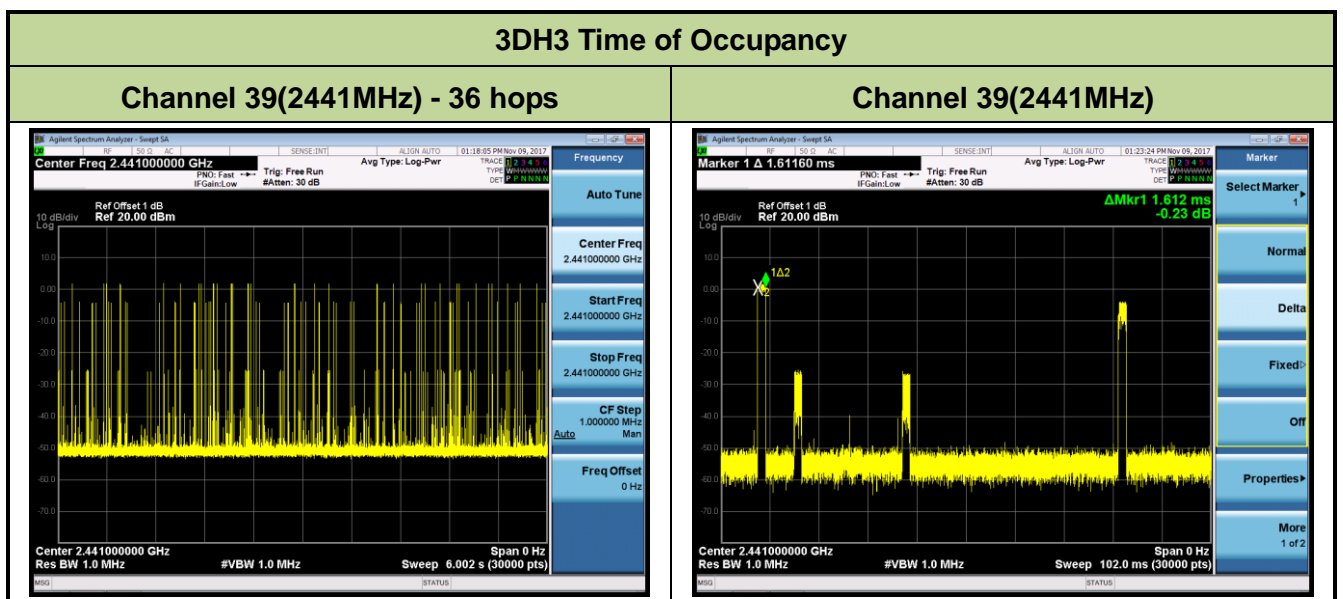 3DH3 Time of Occupancy
Channel 39(2441MHz) - 36 hops
Channel 39(2441MHz)
Agilent Spectrum Analyzer - Swept SA
RF 50 Ω AC SENSE:INT ALIGN AUTO 01:18:05 PM Nov 09, 2017
Center Freq 2.441000000 GHz
PNO: Fast
IFGain:Low
Trig: Free Run
#Atten: 30 dB
Avg Type: Log-Pwr
TRACE 1 2 3 4 5 6
TYPE WWWWWW
DET P P N N N N
Ref Offset 1 dB
10 dB/div Ref 20.00 dBm
Log
10.0
0.00
-10.0
-20.0
-30.0
-40.0
-50.0
-60.0
-70.0
Center 2.441000000 GHz Span 0 Hz
Res BW 1.0 MHz #VBW 1.0 MHz Sweep 6.002 s (30000 pts)
MSG STATUS
Frequency
Auto Tune
Center Freq
2.441000000 GHz
Start Freq
2.441000000 GHz
Stop Freq
2.441000000 GHz
CF Step
1.000000 MHz
Auto Man
Freq Offset
0 Hz
Agilent Spectrum Analyzer - Swept SA
RF 50 Ω AC SENSE:INT ALIGN AUTO 01:23:24 PM Nov 09, 2017
Marker 1 Δ 1.61160 ms
PNO: Fast
IFGain:Low
Trig: Free Run
#Atten: 30 dB
Avg Type: Log-Pwr
TRACE 1 2 3 4 5 6
TYPE WWWWWW
DET P P N N N N
ΔMkr1 1.612 ms
-0.23 dB
Ref Offset 1 dB
10 dB/div Ref 20.00 dBm
Log
10.0
0.00
-10.0
-20.0
-30.0
-40.0
-50.0
-60.0
-70.0
1Δ2
X2
Center 2.441000000 GHz Span 0 Hz
Res BW 1.0 MHz #VBW 1.0 MHz Sweep 102.0 ms (30000 pts)
MSG STATUS
Marker
Select Marker
1
Normal
Delta
Fixed
Off
Properties
More
1 of 2